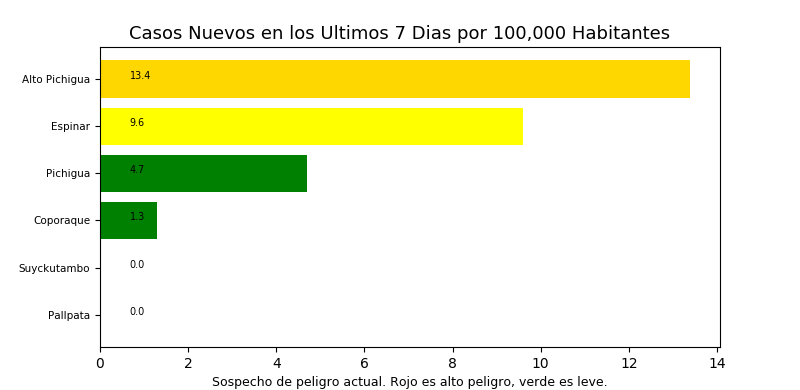 Casos Nuevos en los Ultimos 7 Dias por 100,000 Habitantes
Alto Pichigua 13.4
Espinar 9.6
Pichigua 4.7
Coporaque 1.3
Suyckutambo 0.0
Pallpata 0.0
0 2 4 6 8 10 12 14
Sospecho de peligro actual. Rojo es alto peligro, verde es leve.